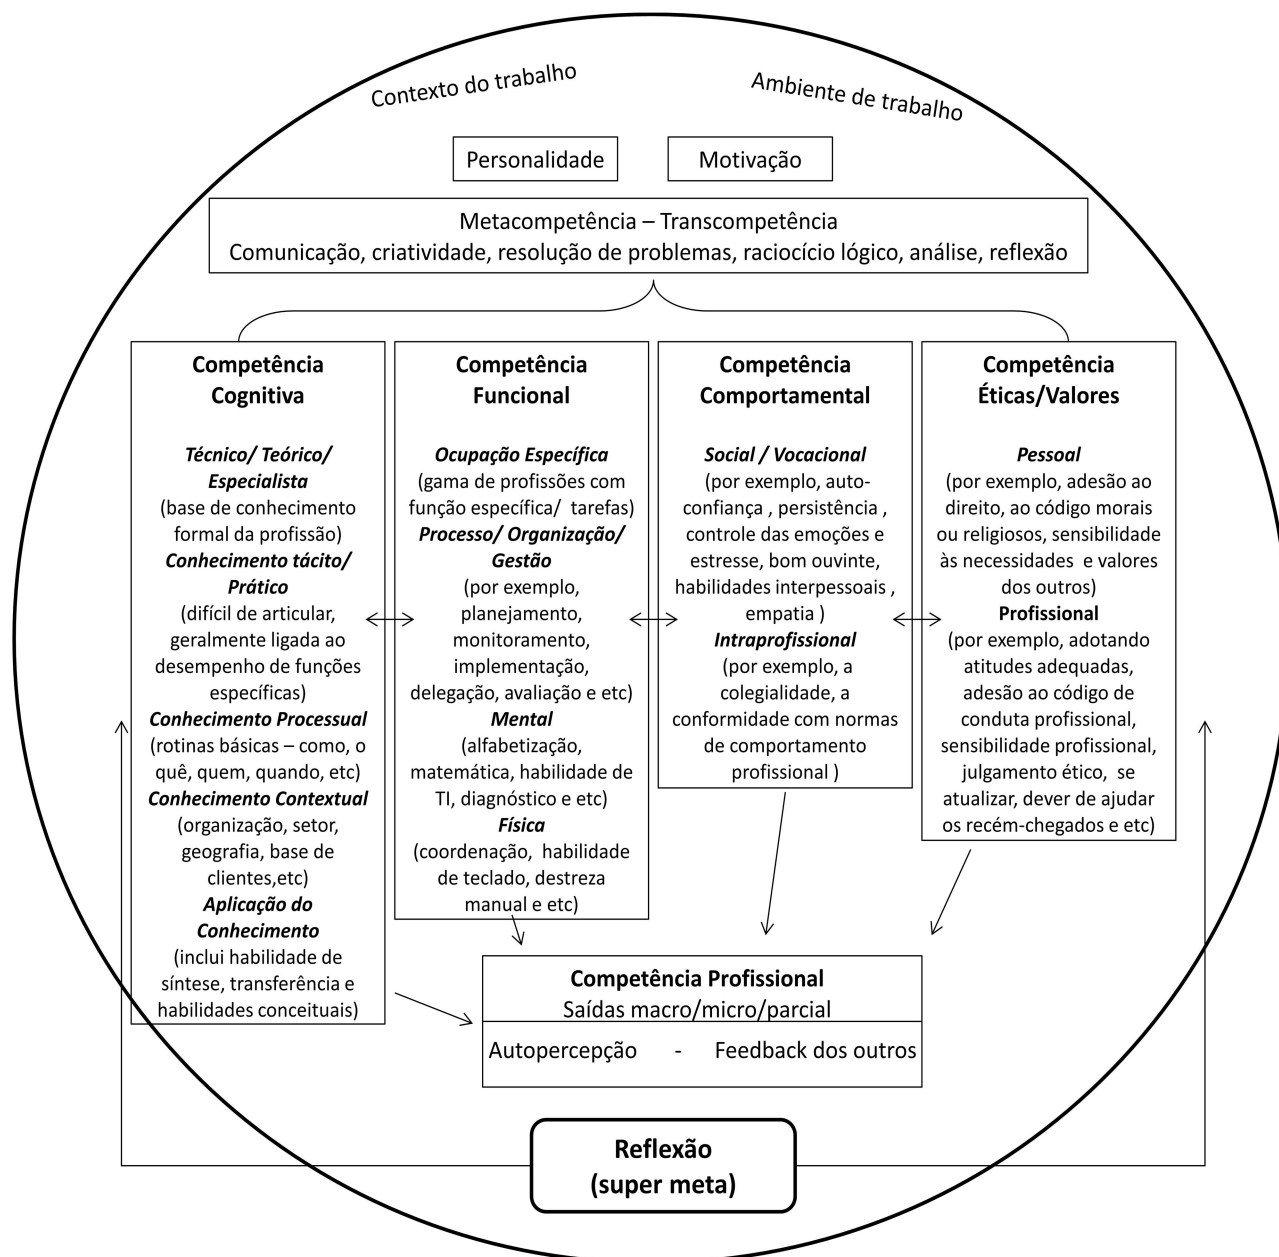 Contexto do trabalho
Ambiente de trabalho
Personalidade
Motivação
Metacompetência – Transcompetência
Comunicação, criatividade, resolução de problemas, raciocício lógico, análise, reflexão
Competência
Cognitiva
Técnico/ Teórico/
Especialista
(base de conhecimento
formal da profissão)
Conhecimento tácito/
Prático
(difícil de articular,
geralmente ligada ao
desempenho de funções
específicas)
Conhecimento Processual
(rotinas básicas – como, o
quê, quem, quando, etc)
Conhecimento Contextual
(organização, setor,
geografia, base de
clientes,etc)
Aplicação do
Conhecimento
(inclui habilidade de
síntese, transferência e
habilidades conceituais)
Competência
Funcional
Ocupação Específica
(gama de profissões com
função específica/ tarefas)
Processo/ Organização/
Gestão
(por exemplo,
planejamento,
monitoramento,
implementação,
delegação, avaliação e etc)
Mental
(alfabetização,
matemática, habilidade de
TI, diagnóstico e etc)
Física
(coordenação, habilidade
de teclado, destreza
manual e etc)
Competência
Comportamental
Social / Vocacional
(por exemplo, auto-
confiança , persistência ,
controle das emoções e
estresse, bom ouvinte,
habilidades interpessoais ,
empatia )
Intraprofissional
(por exemplo, a
colegialidade, a
conformidade com normas
de comportamento
profissional )
Competência
Éticas/Valores
Pessoal
(por exemplo, adesão ao
direito, ao código morais
ou religiosos, sensibilidade
às necessidades e valores
dos outros)
Profissional
(por exemplo, adotando
atitudes adequadas,
adesão ao código de
conduta profissional,
sensibilidade profissional,
julgamento ético, se
atualizar, dever de ajudar
os recém-chegados e etc)
Competência Profissional
Saídas macro/micro/parcial
Autopercepção - Feedback dos outros
Reflexão
(super meta)